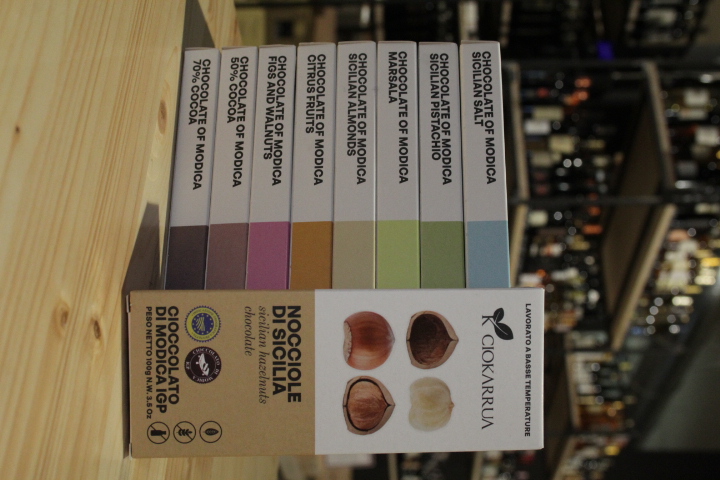 CHOCOLATE OF MODICA
SICILIAN SALT
CHOCOLATE OF MODICA
SICILIAN PISTACHIO
CHOCOLATE OF MODICA
MARSALA
CHOCOLATE OF MODICA
SICILIAN ALMONDS
CHOCOLATE OF MODICA
CITRUS FRUITS
CHOCOLATE OF MODICA
FIGS AND WALNUTS
CHOCOLATE OF MODICA
50% COCOA
CHOCOLATE OF MODICA
70% COCOA
LAVORATO A BASSE TEMPERATURE
CIOKARRUA
NOCCIOLE
DI SICILIA
sicilian hazelnuts
chocolate
CIOCCOLATO
DI MODICA IGP
PESO NETTO 100g N.W. 3,5 Oz